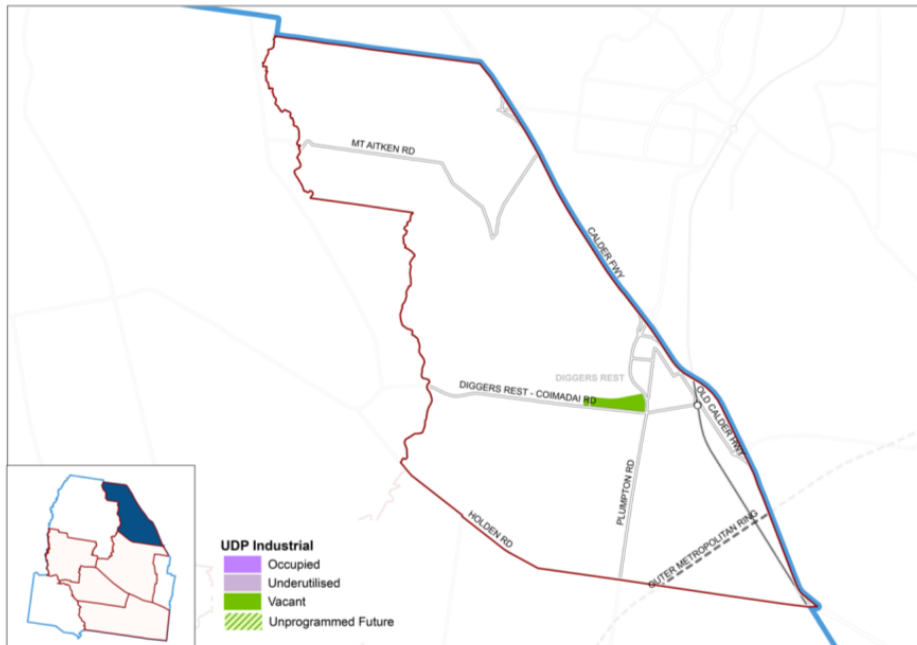 MT AITKEN RD
CALDER FWY
DIGGERS REST
DIGGERS REST - COIMADAI RD
OLD CALDER HWY
PLUMPTON RD
HOLDEN RD
OUTER METROPOLITAN RING
UDP Industrial
Occupied
Underutilised
Vacant
Unprogrammed Future